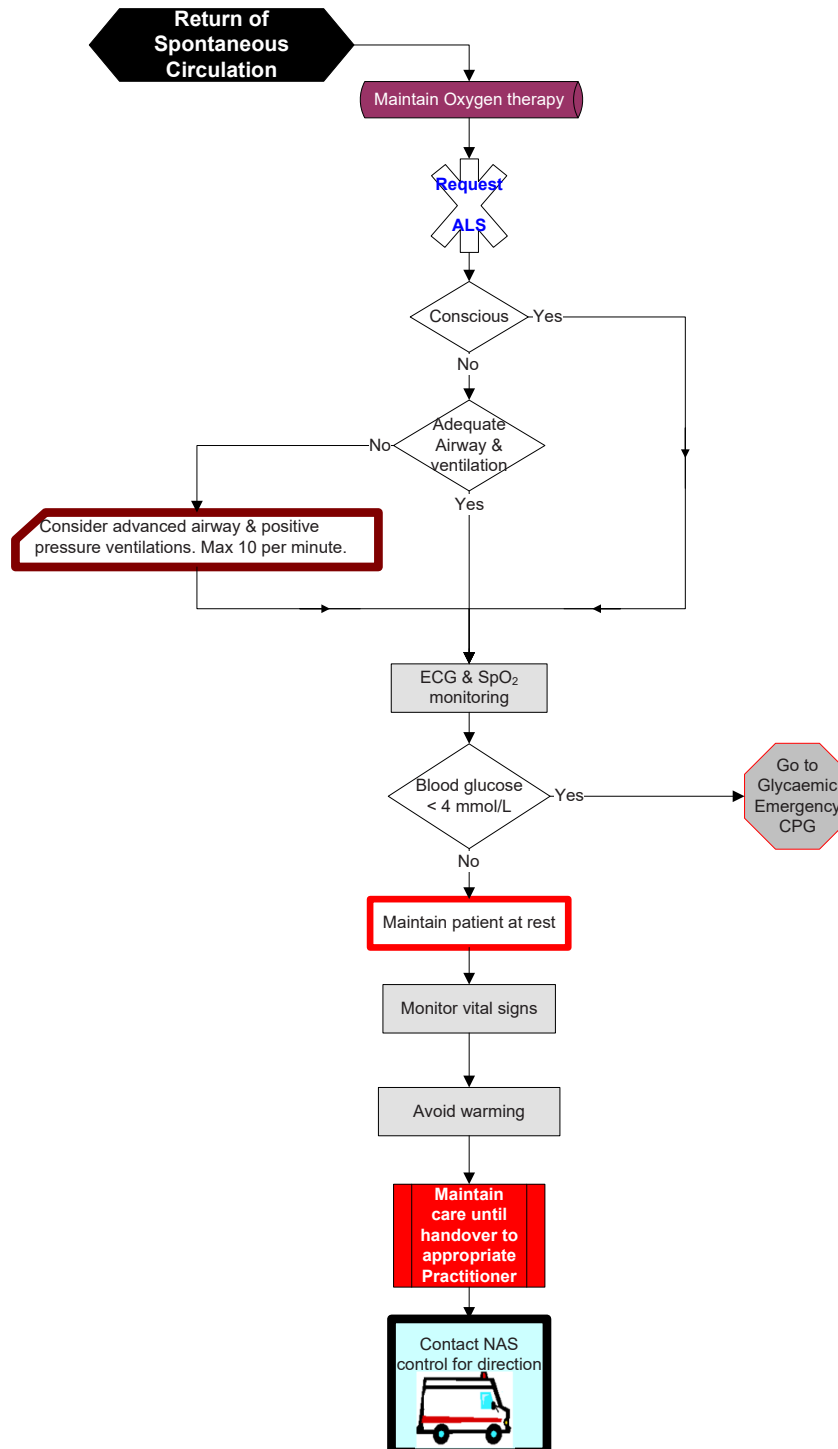 Return of
Spontaneous
Circulation
Maintain Oxygen therapy
Request
ALS
Conscious
Yes
No
Adequate
Airway &
ventilation
No
Yes
Consider advanced airway & positive
pressure ventilations. Max 10 per minute.
ECG & SpO₂
monitoring
Blood glucose
< 4 mmol/L
Yes
Go to
Glycaemic
Emergency
CPG
No
Maintain patient at rest
Monitor vital signs
Avoid warming
Maintain
care until
handover to
appropriate
Practitioner
Contact NAS
control for direction